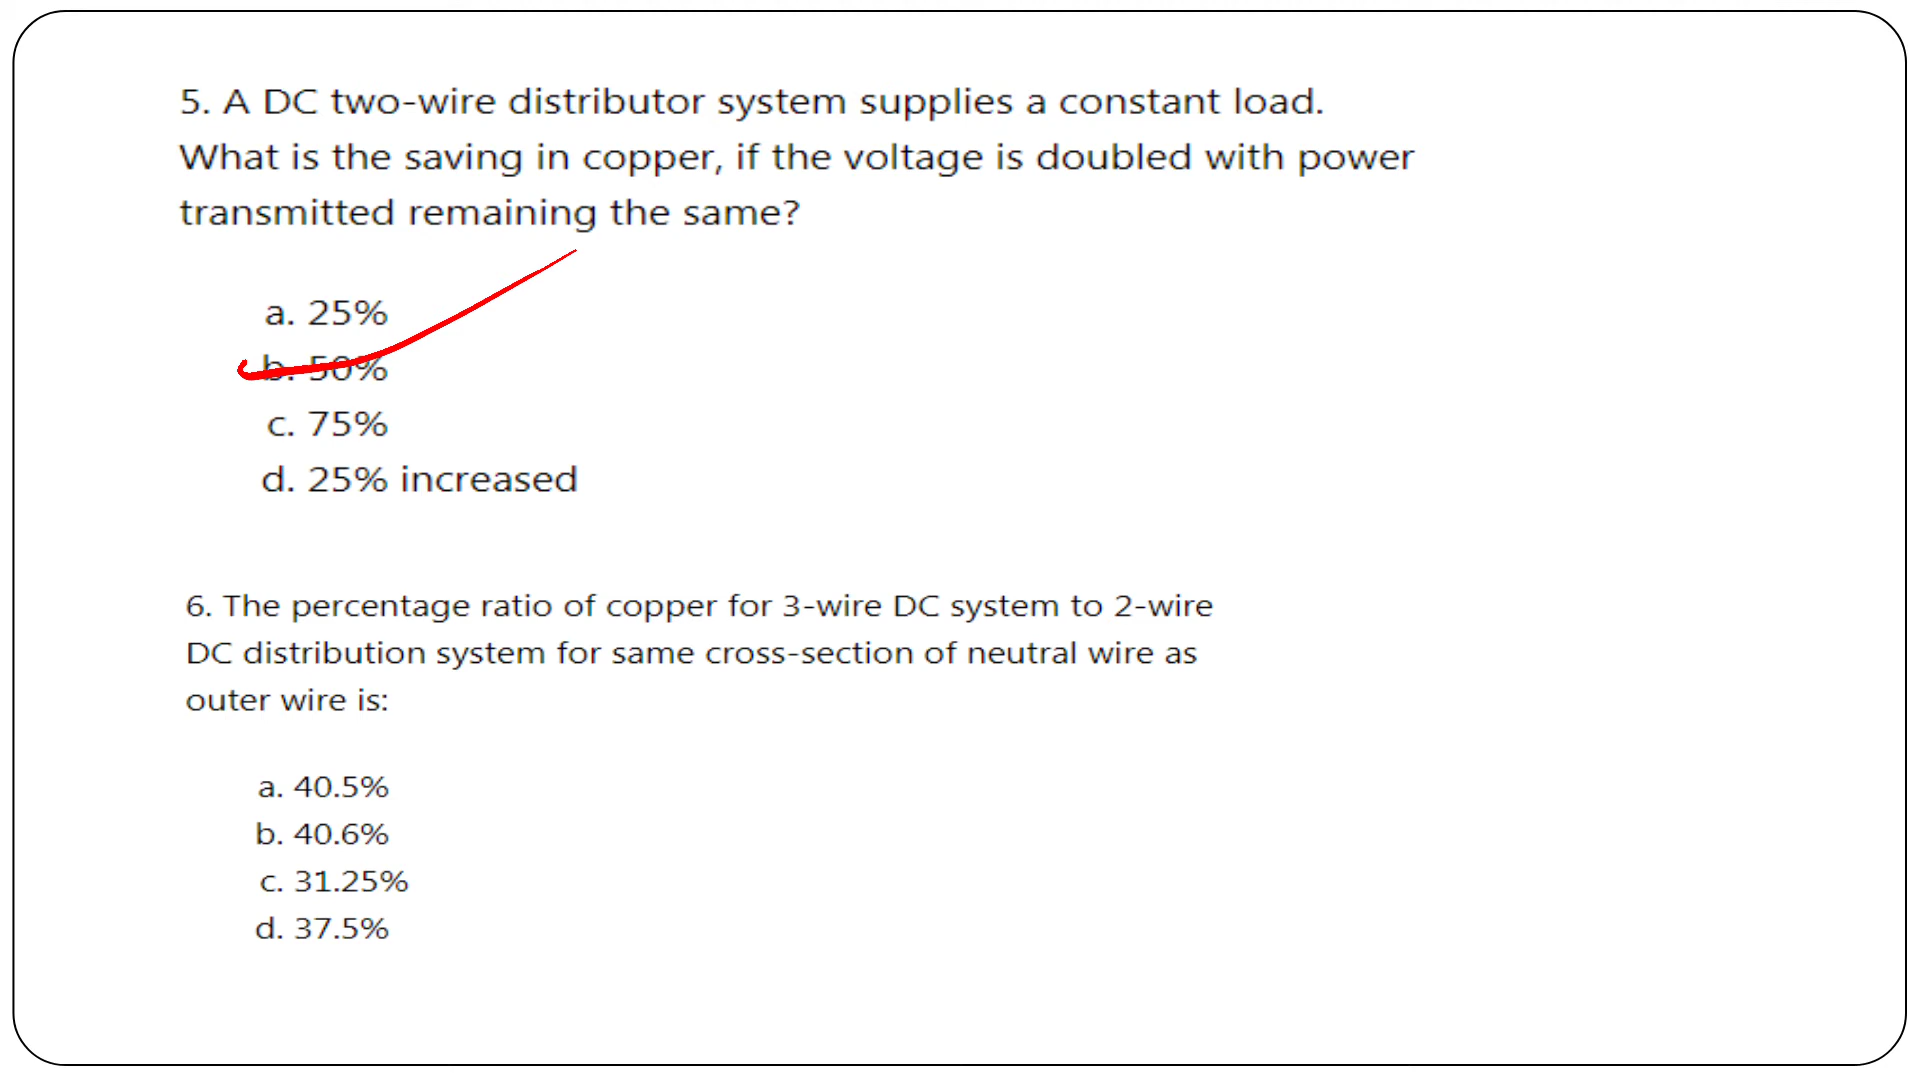 5. A DC two-wire distributor system supplies a constant load.
What is the saving in copper, if the voltage is doubled with power
transmitted remaining the same?
a. 25%
b. 50%
c. 75%
d. 25% increased
6. The percentage ratio of copper for 3-wire DC system to 2-wire
DC distribution system for same cross-section of neutral wire as
outer wire is:
a. 40.5%
b. 40.6%
c. 31.25%
d. 37.5%